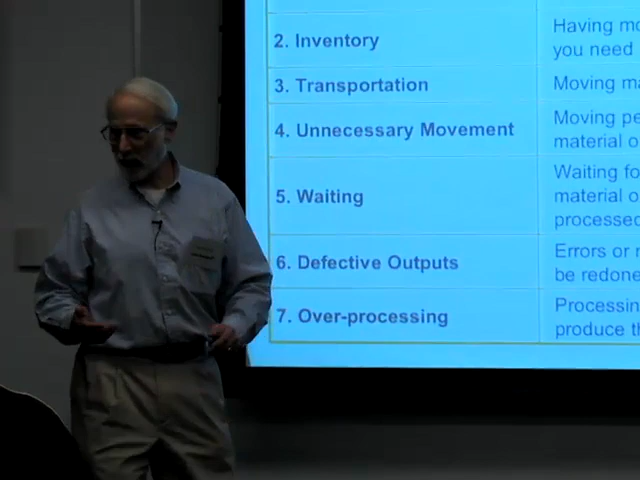 2. Inventory
Having mo
you need
3. Transportation
Moving ma
4. Unnecessary Movement
Moving pe
material o
5. Waiting
Waiting fo
material o
processed
6. Defective Outputs
Errors or r
be redone
7. Over-processing
Processin
produce th